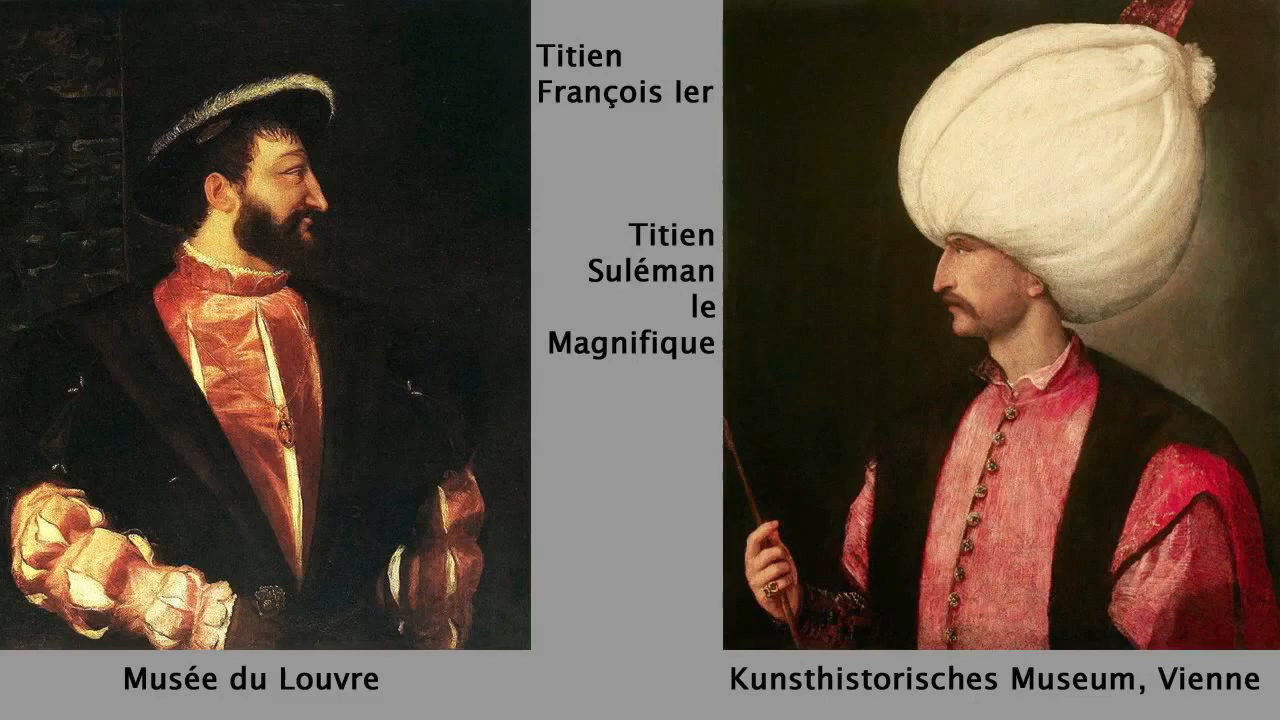 Titien
François Ier
Titien
Suléman
le
Magnifique
Musée du Louvre
Kunsthistorisches Museum, Vienne